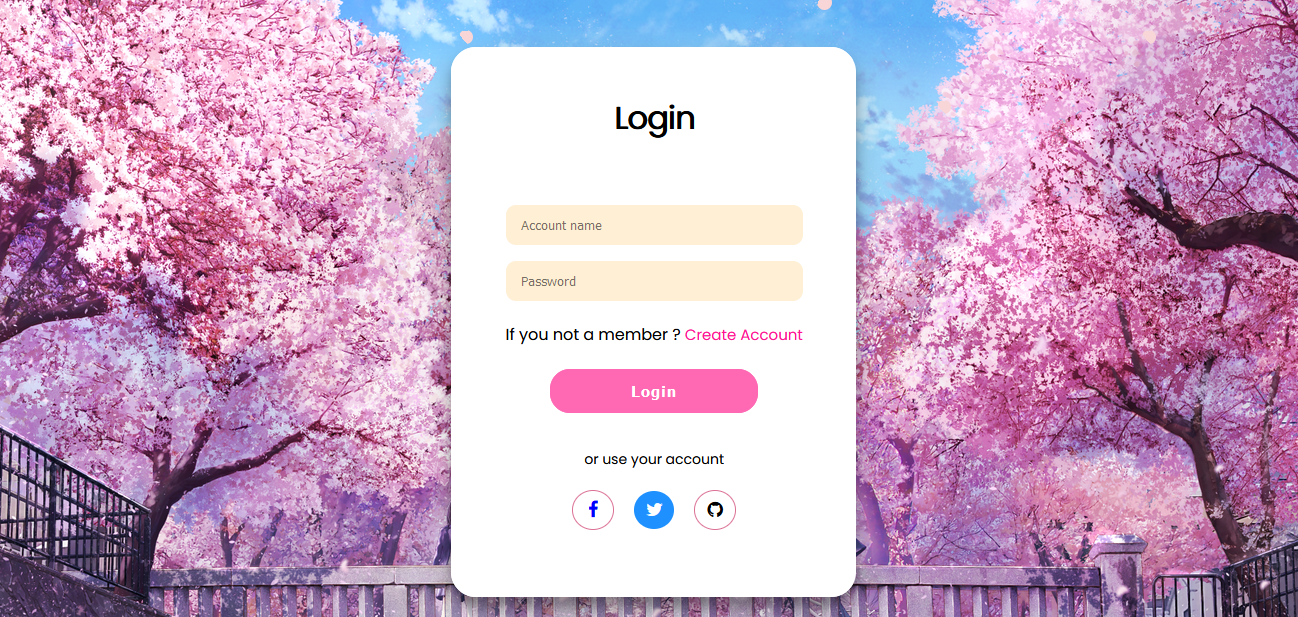 Login
Account name
Password
If you not a member ? Create Account
Login
or use your account